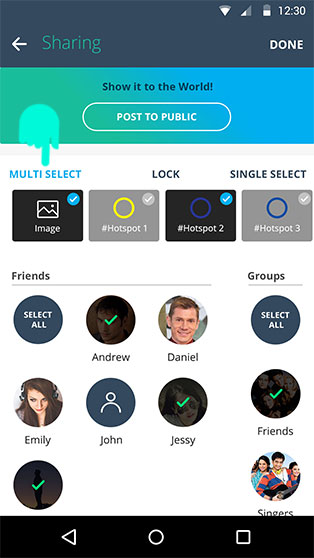 12:30
Sharing
DONE
Show it to the World!
POST TO PUBLIC
MULTI SELECT
LOCK
SINGLE SELECT
Image
#Hotspot 1
#Hotspot 2
#Hotspot 3
Friends
Groups
SELECT
ALL
SELECT
ALL
Andrew
Daniel
Friends
Emily
John
Jessy
Singers